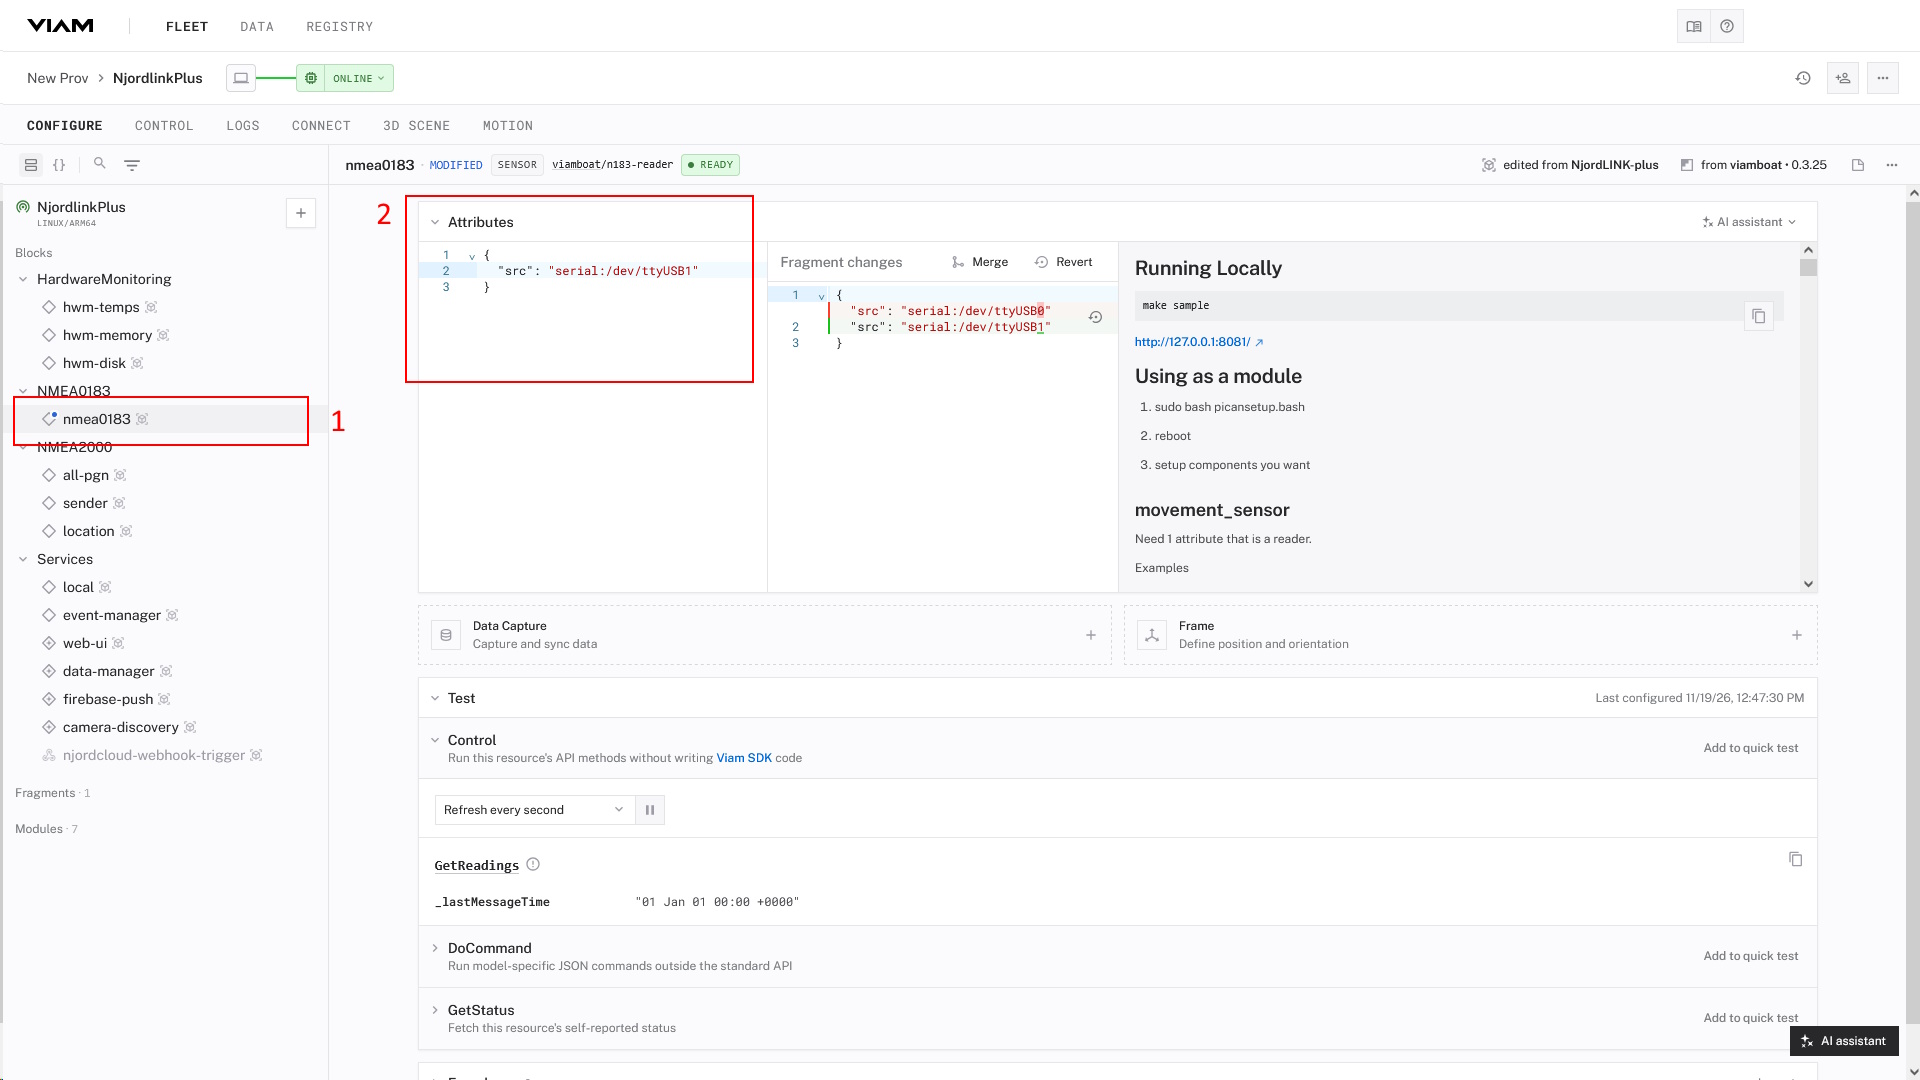 VIAM
FLEET DATA REGISTRY
New Prov > NjordlinkPlus ONLINE
CONFIGURE CONTROL LOGS CONNECT 3D SCENE MOTION
{}
nmea0183 · MODIFIED SENSOR viamboat/n183-reader READY edited from NjordLINK-plus from viamboat • 0.3.25
NjordlinkPlus
LINUX/ARM64
Blocks
HardwareMonitoring
hwm-temps
hwm-memory
hwm-disk
NMEA0183
nmea0183
1
NMEA2000
all-pgn
sender
location
Services
local
event-manager
web-ui
data-manager
firebase-push
camera-discovery
njordcloud-webhook-trigger
Fragments · 1
Modules · 7
2
Attributes
AI assistant
1 {
2 "src": "serial:/dev/ttyUSB1"
3 }
Fragment changes Merge Revert
1 {
"src": "serial:/dev/ttyUSB0"
2 "src": "serial:/dev/ttyUSB1"
3 }
Running Locally
make sample
http://127.0.0.1:8081/
Using as a module
1. sudo bash picansetup.bash
2. reboot
3. setup components you want
movement_sensor
Need 1 attribute that is a reader.
Examples
Data Capture
Capture and sync data
Frame
Define position and orientation
Test
Last configured 11/19/26, 12:47:30 PM
Control
Run this resource's API methods without writing Viam SDK code
Add to quick test
Refresh every second
GetReadings
_lastMessageTime "01 Jan 01 00:00 +0000"
DoCommand
Run model-specific JSON commands outside the standard API
Add to quick test
GetStatus
Fetch this resource's self-reported status
Add to quick test
AI assistant